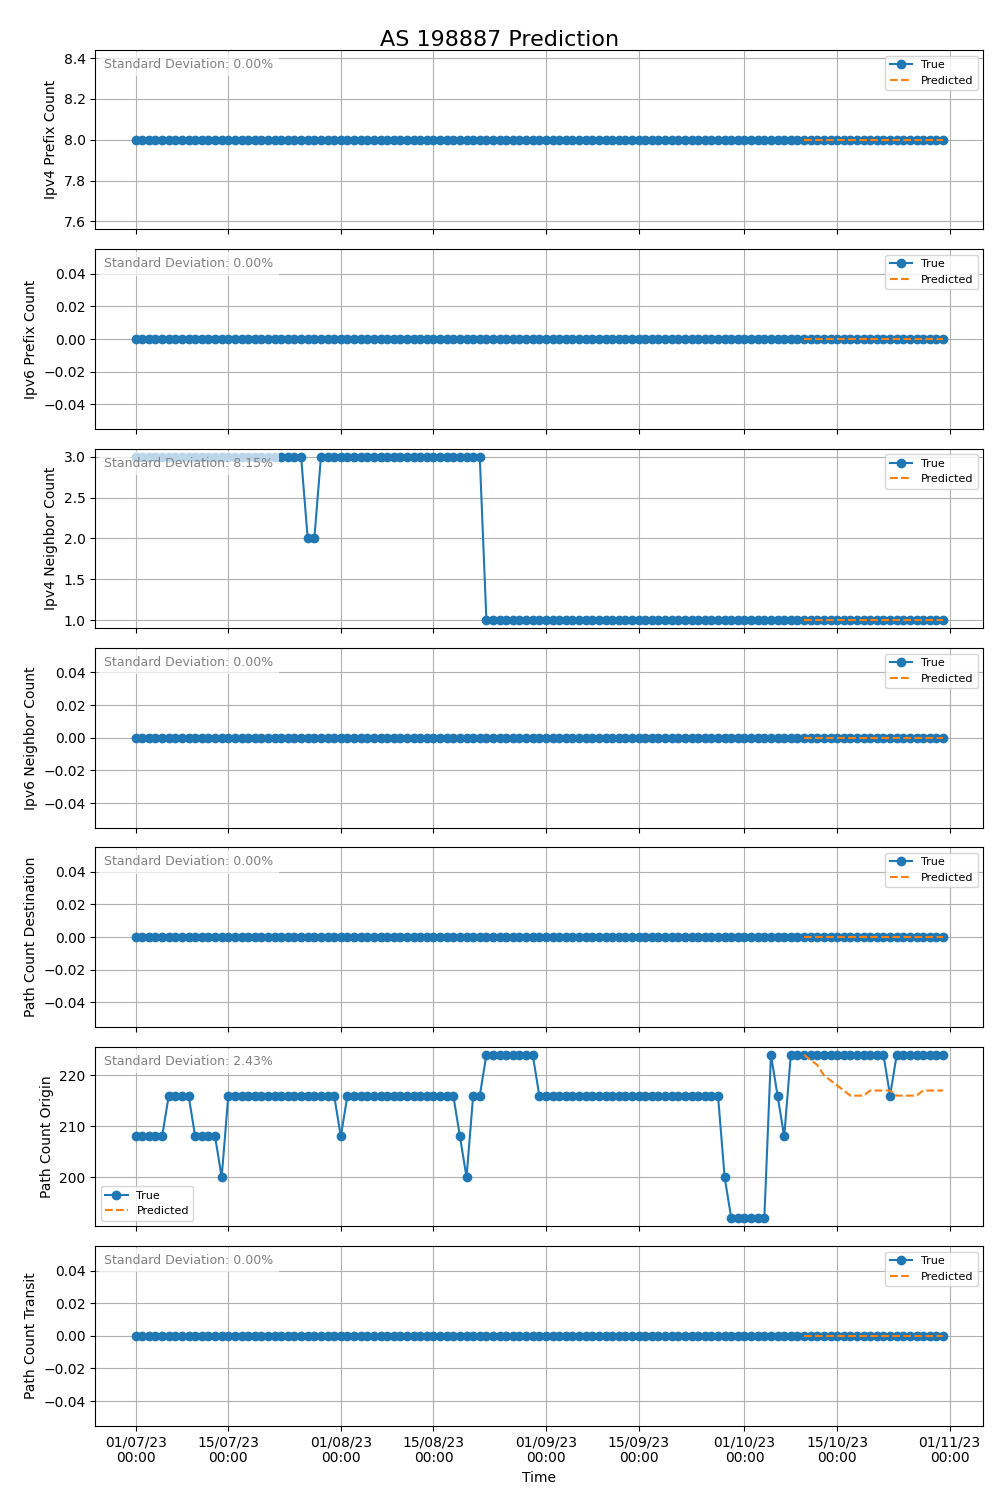 AS 198887 Prediction
Standard Deviation: 0.00%
True
Predicted
8.4
8.2
8.0
7.8
7.6
Ipv4 Prefix Count
Standard Deviation: 0.00%
True
Predicted
0.04
0.02
0.00
−0.02
−0.04
Ipv6 Prefix Count
Standard Deviation: 8.15%
True
Predicted
3.0
2.5
2.0
1.5
1.0
Ipv4 Neighbor Count
Standard Deviation: 0.00%
True
Predicted
0.04
0.02
0.00
−0.02
−0.04
Ipv6 Neighbor Count
Standard Deviation: 0.00%
True
Predicted
0.04
0.02
0.00
−0.02
−0.04
Path Count Destination
Standard Deviation: 2.43%
220
210
200
Path Count Origin
True
Predicted
Standard Deviation: 0.00%
True
Predicted
0.04
0.02
0.00
−0.02
−0.04
Path Count Transit
01/07/23 15/07/23 01/08/23 15/08/23 01/09/23 15/09/23 01/10/23 15/10/23 01/11/23
00:00 00:00 00:00 00:00 00:00 00:00 00:00 00:00 00:00
Time